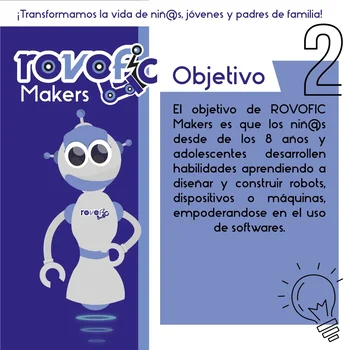 ¡Transformamos la vida de nin@s, jóvenes y padres de familia!
rovofic
Makers
Objetivo
2
El objetivo de ROVOFIC
Makers es que los niñ@s
desde de los 8 años y
adolescentes desarrollen
habilidades aprendiendo a
diseñar y construir robots,
dispositivos o máquinas,
empoderandose en el uso
de softwares.
rovofic